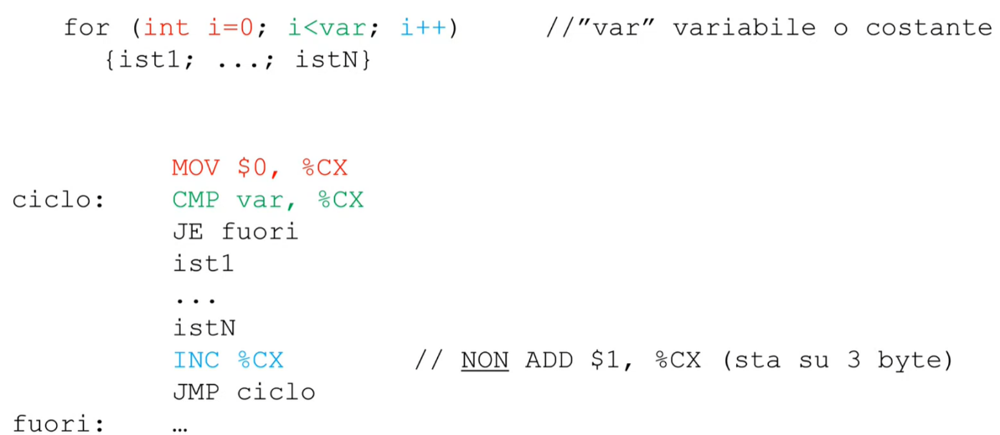 for (int i=0; i<var; i++) //”var” variabile o costante
{ist1; ...; istN}
MOV $0, %CX
ciclo: CMP var, %CX
JE fuori
ist1
...
istN
INC %CX // NON ADD $1, %CX (sta su 3 byte)
JMP ciclo
fuori: …